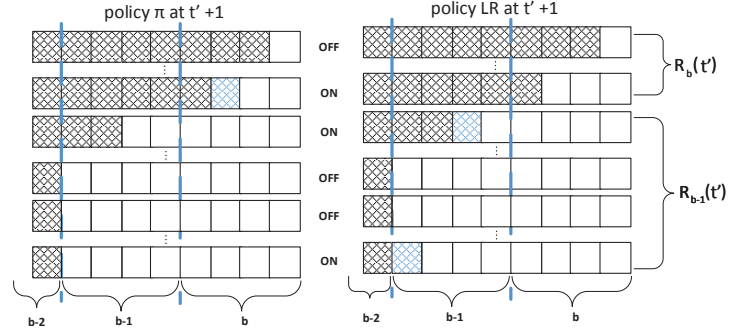 policy π at t' +1
policy LR at t' +1
OFF
...
ON
R_b(t')
ON
...
OFF
OFF
R_{b-1}(t')
...
ON
b-2
b-1
b
b-2
b-1
b